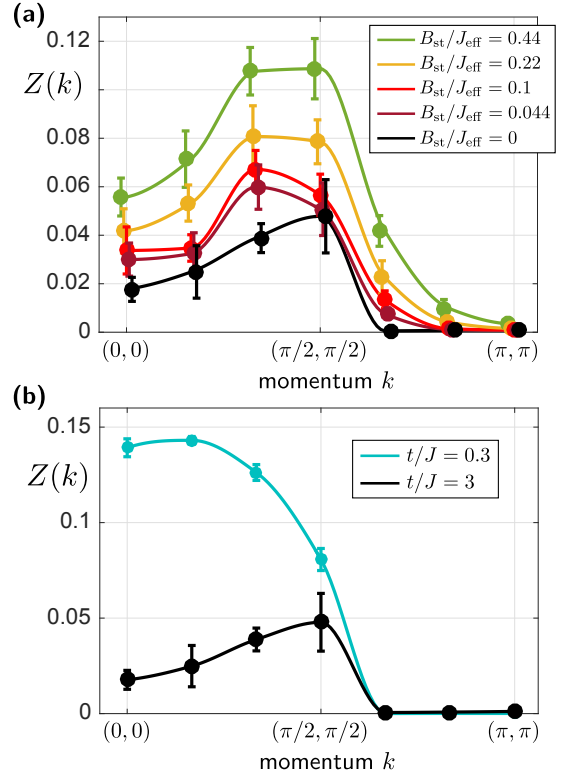 (a)
0.12
Z(k)
0.08
0.06
0.04
0.02
0
B_st/J_eff = 0.44
B_st/J_eff = 0.22
B_st/J_eff = 0.1
B_st/J_eff = 0.044
B_st/J_eff = 0
(0, 0)
(π/2, π/2)
(π, π)
momentum k
(b)
0.15
Z(k)
0.1
0.05
0
t/J = 0.3
t/J = 3
(0, 0)
(π/2, π/2)
(π, π)
momentum k